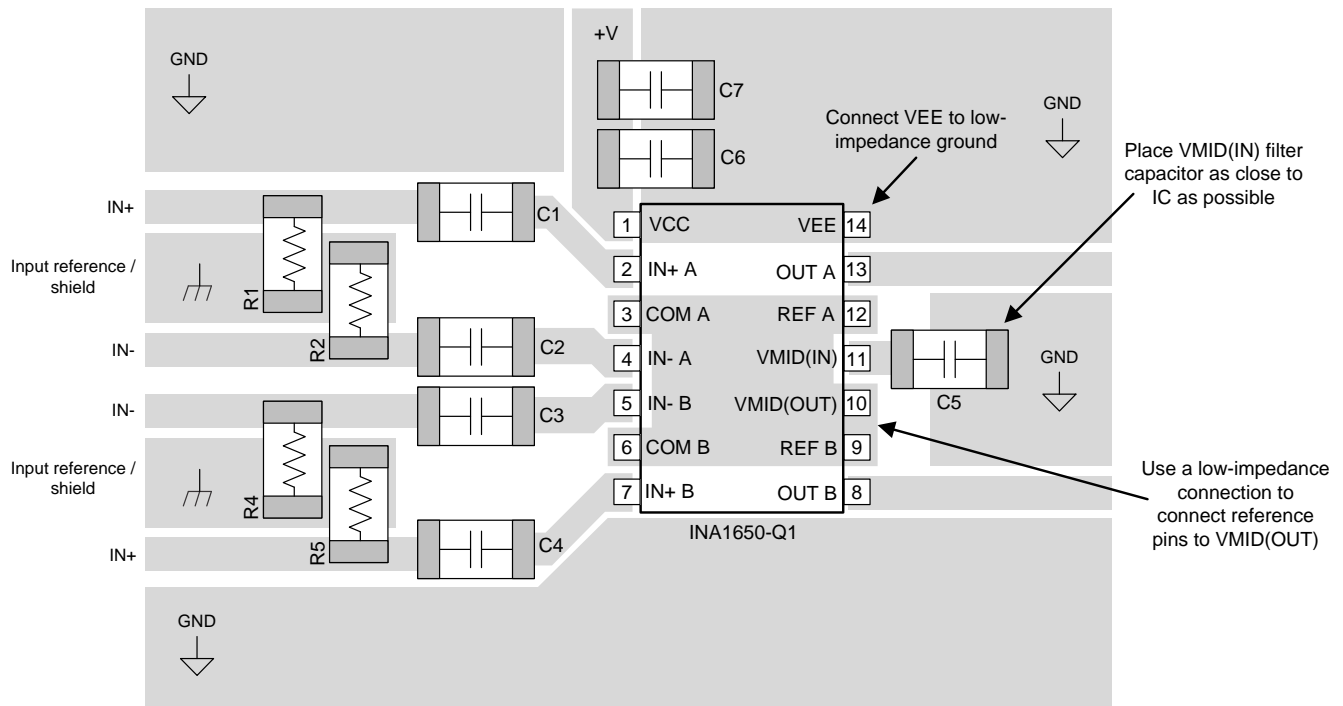 +V
GND
C7
C6
Connect VEE to low-
impedance ground
GND
Place VMID(IN) filter
capacitor as close to
IC as possible
IN+
C1
Input reference /
shield
R1
R2
IN-
C2
IN-
C3
Input reference /
shield
R4
R5
IN+
C4
1 VCC VEE 14
2 IN+ A OUT A 13
3 COM A REF A 12
4 IN- A VMID(IN) 11
5 IN- B VMID(OUT) 10
6 COM B REF B 9
7 IN+ B OUT B 8
INA1650-Q1
C5
GND
Use a low-impedance
connection to
connect reference
pins to VMID(OUT)
GND